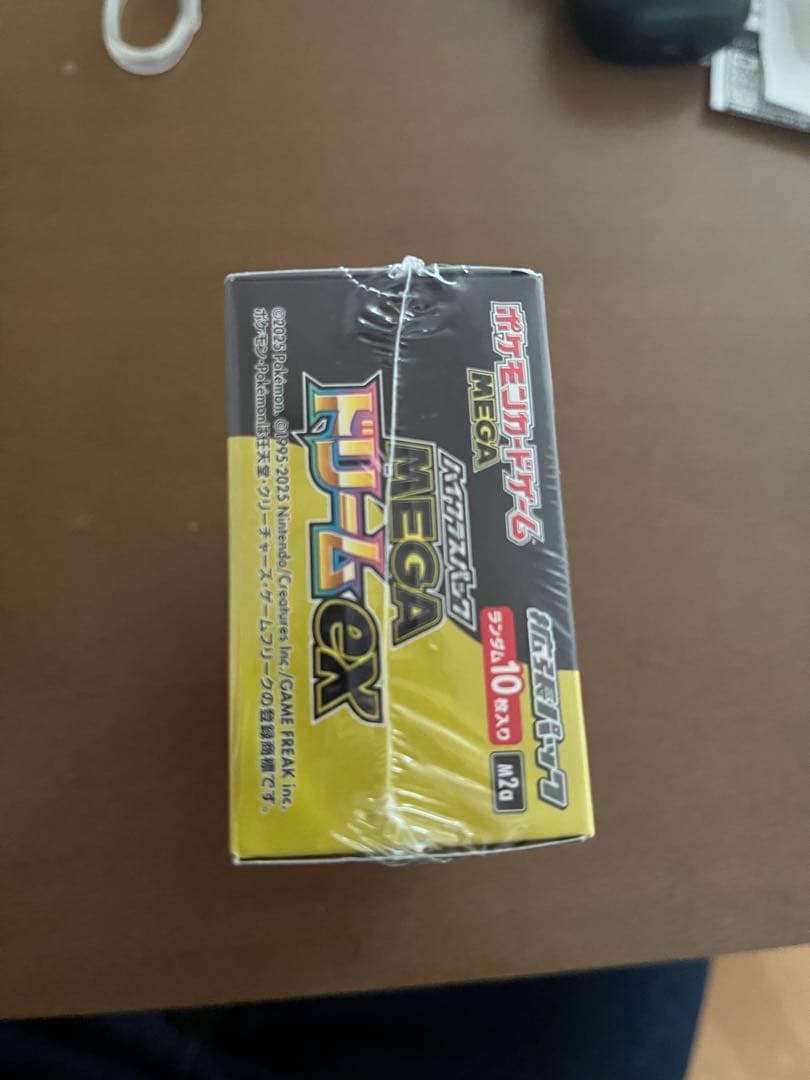 ポケモンカードゲーム
MEGA
拡張パック
ランダム10枚入り
M2a
ハイクラスパック
MEGA
ドリームex
©2025 Pokémon. ©1995-2025 Nintendo/Creatures Inc./GAME FREAK inc.
ポケモン・Pokémonは任天堂・クリーチャーズ・ゲームフリークの登録商標です。